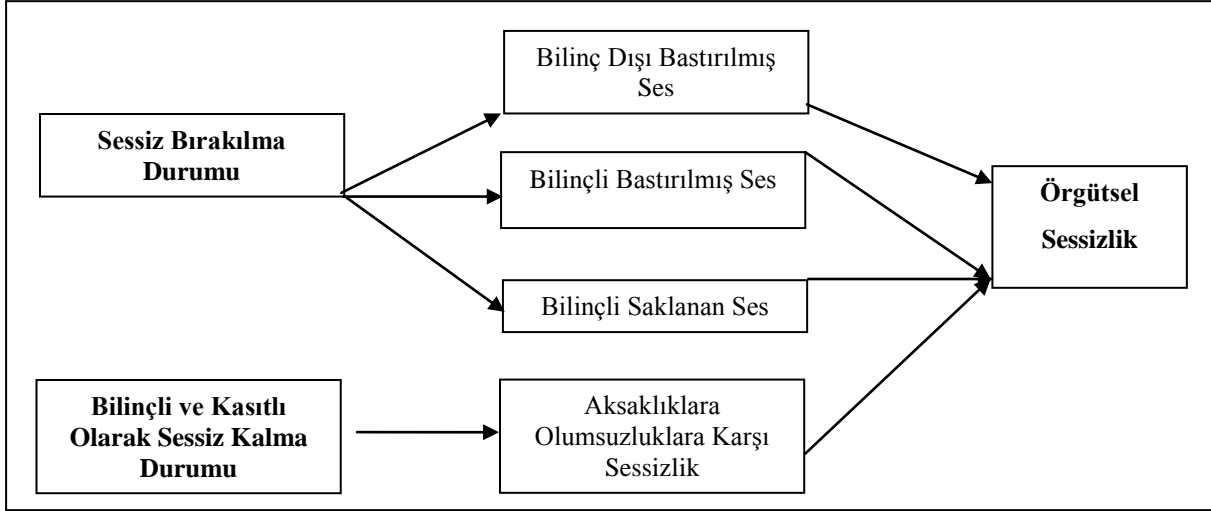 Bilinç Dışı Bastırılmış
Ses
Sessiz Bırakılma
Durumu
Bilinçli Bastırılmış Ses
Örgütsel
Sessizlik
Bilinçli Saklanan Ses
Bilinçli ve Kasıtlı
Olarak Sessiz Kalma
Durumu
Aksaklıklara
Olumsuzluklara Karşı
Sessizlik